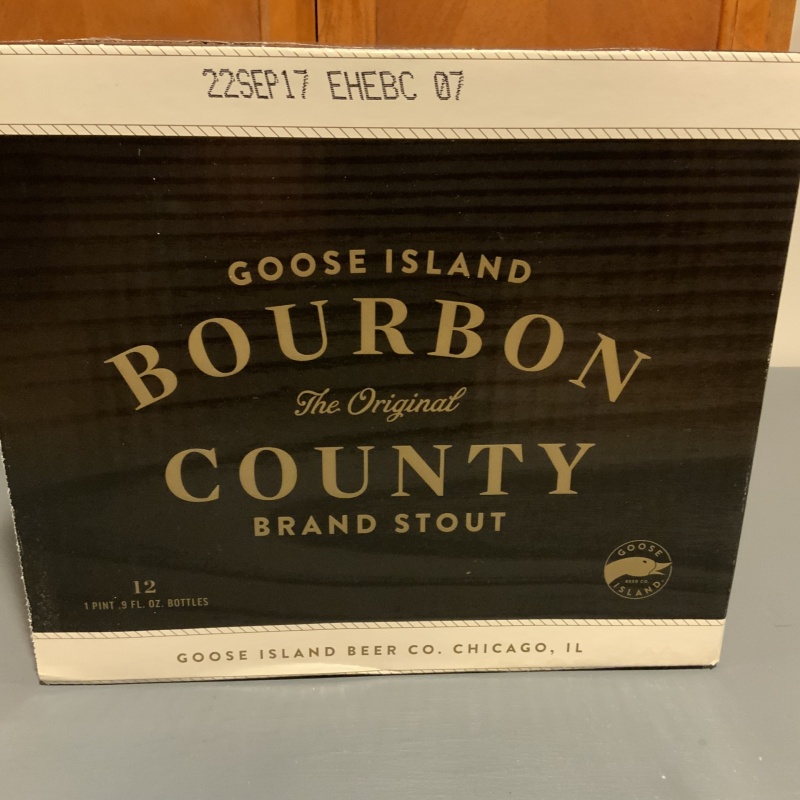 22SEP17 EHEBC 07
GOOSE ISLAND
BOURBON
The Original
COUNTY
BRAND STOUT
12
1 PINT .9 FL. OZ. BOTTLES
GOOSE
BEER CO.
ISLAND
GOOSE ISLAND BEER CO. CHICAGO, IL